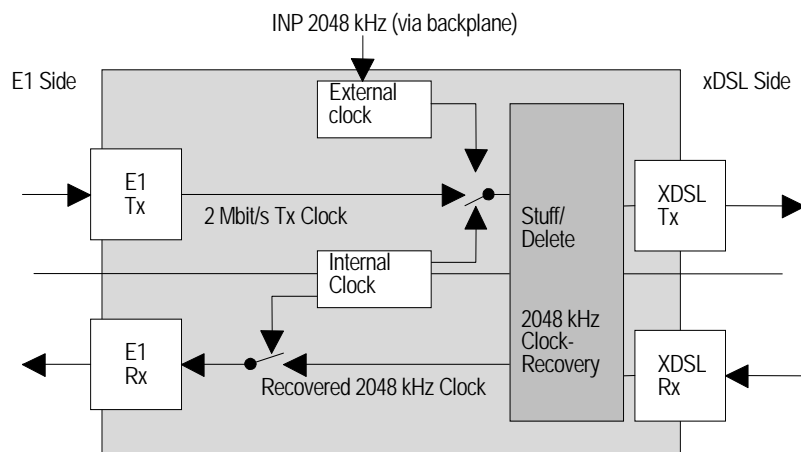 INP 2048 kHz (via backplane)
E1 Side
xDSL Side
External
clock
E1
Tx
2 Mbit/s Tx Clock
Stuff/
Delete
XDSL
Tx
Internal
Clock
E1
Rx
Recovered 2048 kHz Clock
2048 kHz
Clock-
Recovery
XDSL
Rx